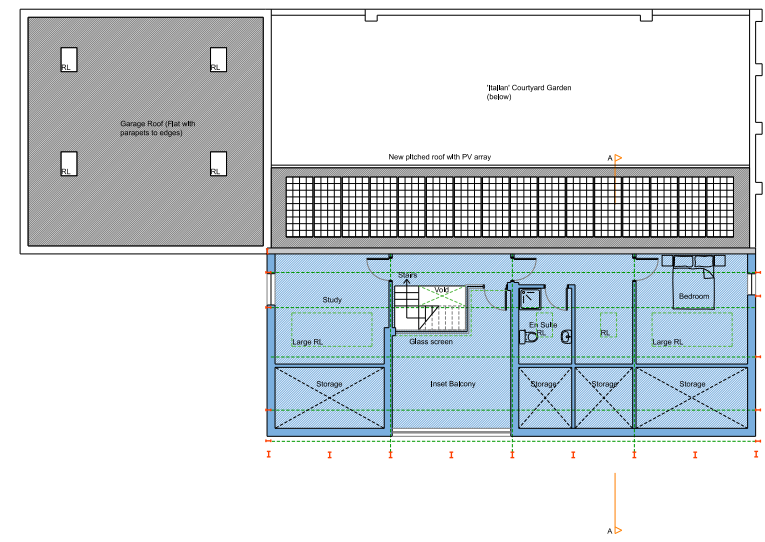 RL
RL
'Italian' Courtyard Garden
(below)
Garage Roof (Flat with
parapets to edges)
New pitched roof with PV array
A
RL
RL
Stairs
Void
Study
Bedroom
En Suite
RL
RL
Large RL
Glass screen
Large RL
Storage
Inset Balcony
Storage
Storage
Storage
A